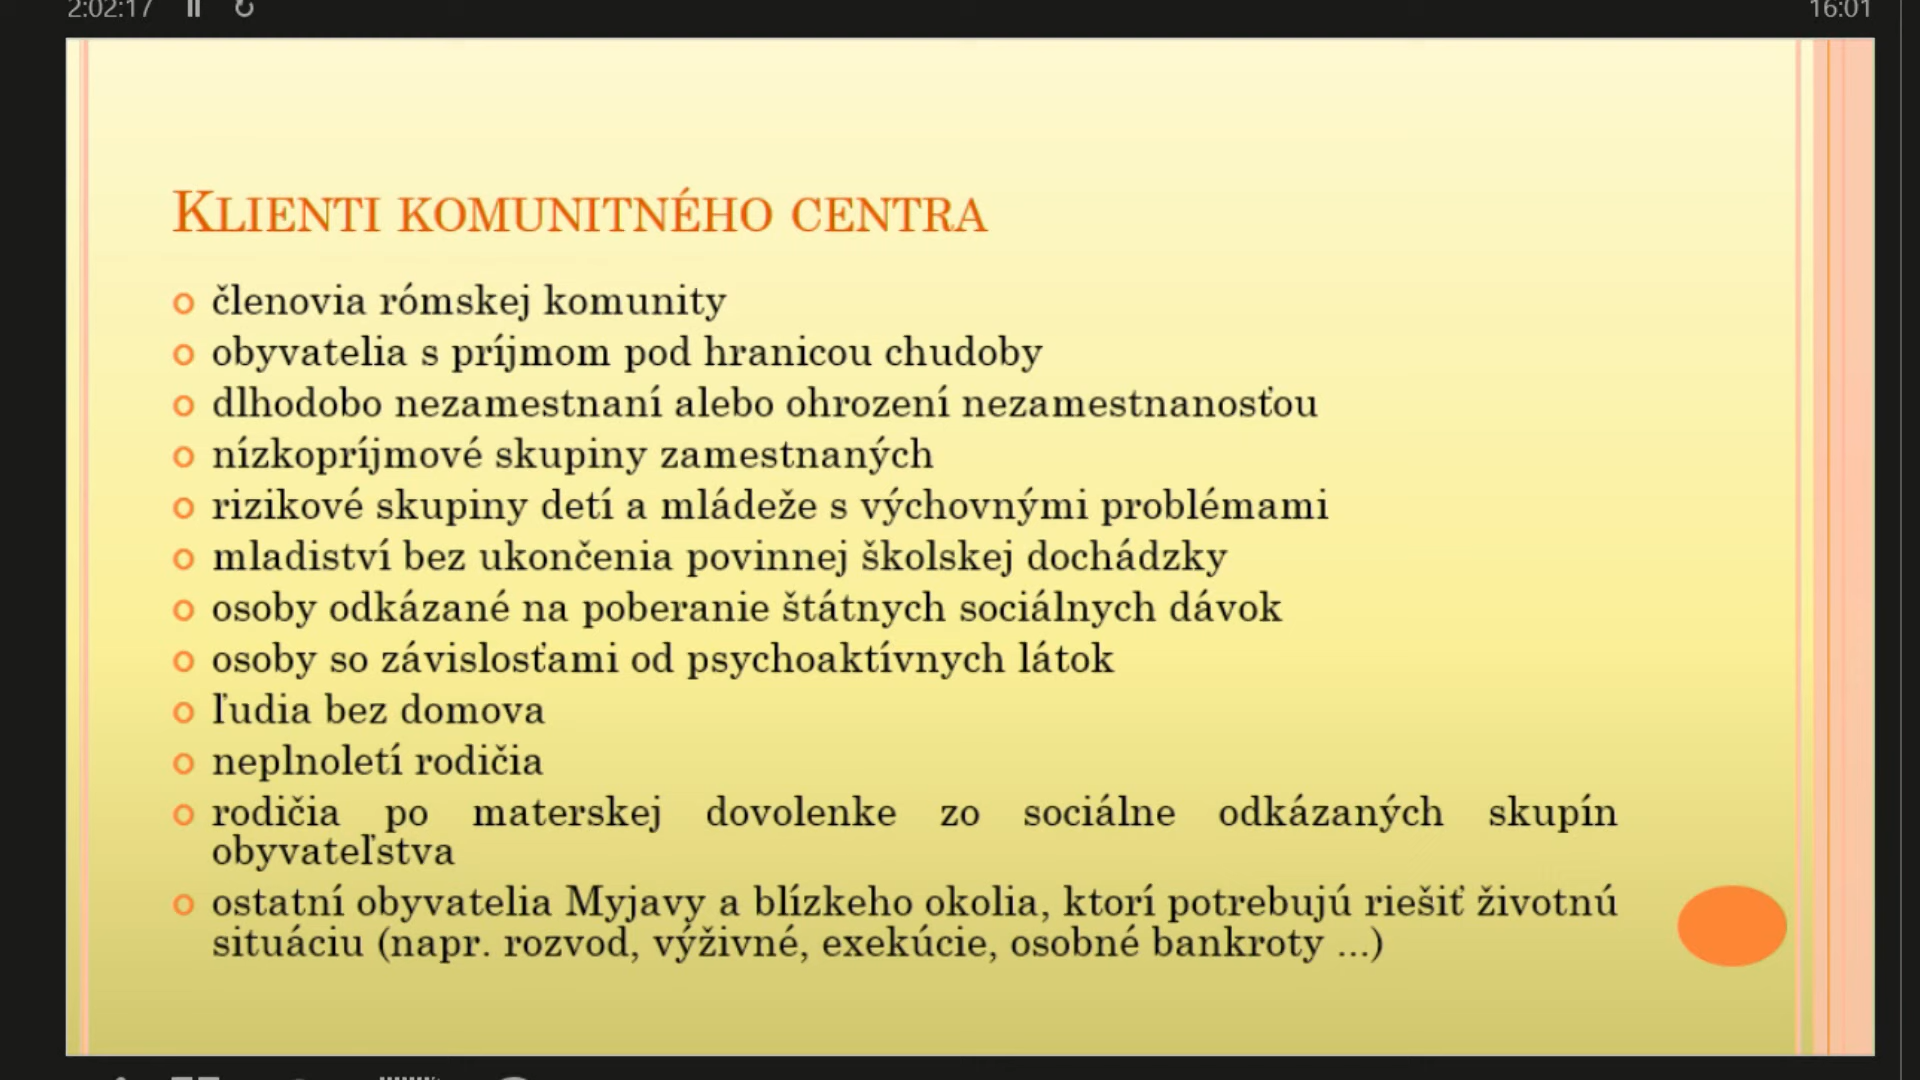 2:02:17
16:01
KLIENTI KOMUNITNÉHO CENTRA
členovia rómskej komunity
obyvatelia s príjmom pod hranicou chudoby
dlhodobo nezamestnaní alebo ohrození nezamestnanosťou
nízkopríjmové skupiny zamestnaných
rizikové skupiny detí a mládeže s výchovnými problémami
mladiství bez ukončenia povinnej školskej dochádzky
osoby odkázané na poberanie štátnych sociálnych dávok
osoby so závislosťami od psychoaktívnych látok
ľudia bez domova
neplnoletí rodičia
rodičia po materskej dovolenke zo sociálne odkázaných skupín
obyvateľstva
ostatní obyvatelia Myjavy a blízkeho okolia, ktorí potrebujú riešiť životnú
situáciu (napr. rozvod, výživné, exekúcie, osobné bankroty ...)